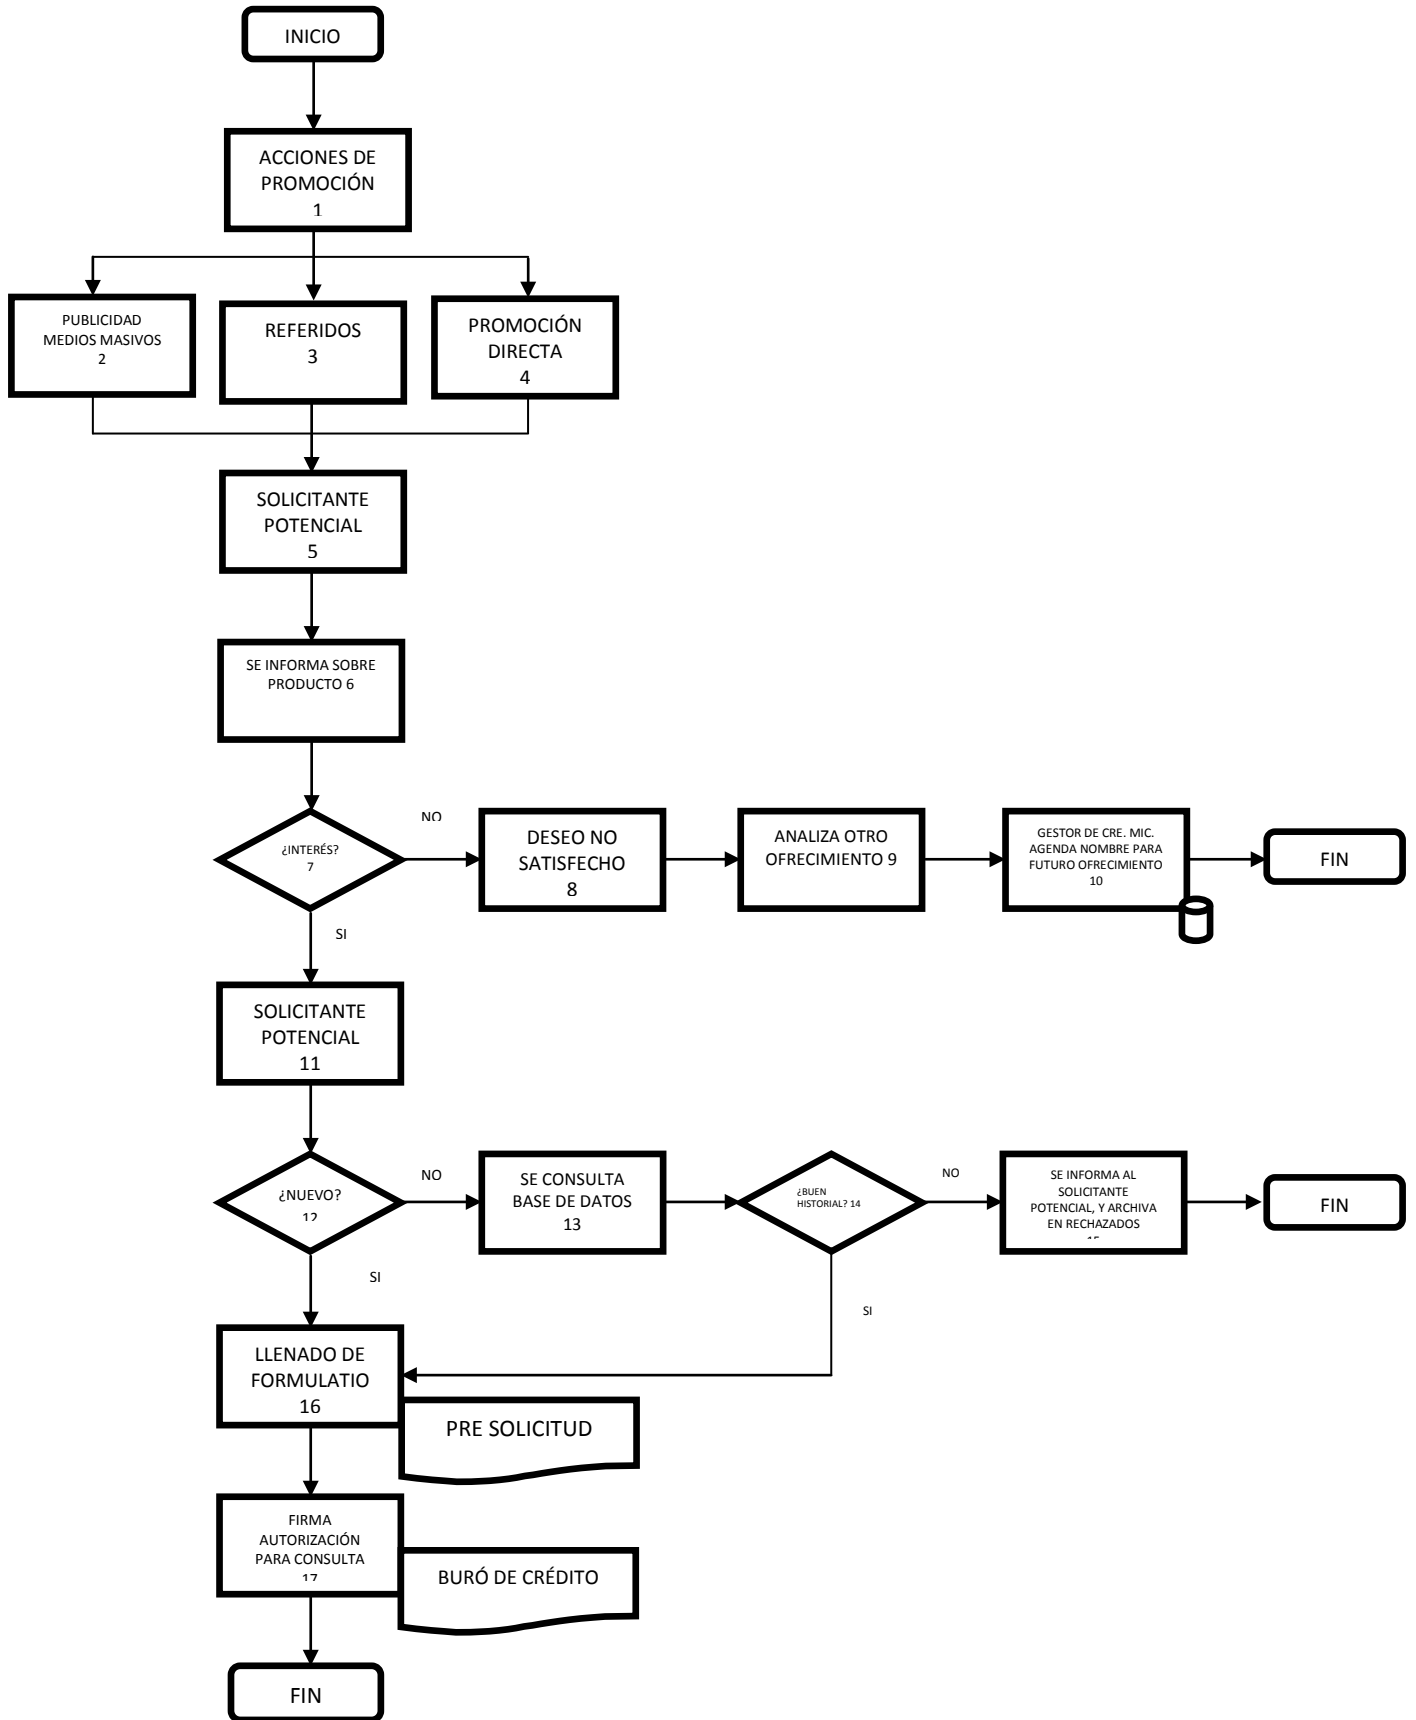 INICIO
ACCIONES DE
PROMOCIÓN
1
PUBLICIDAD
MEDIOS MASIVOS
2
REFERIDOS
3
PROMOCIÓN
DIRECTA
4
SOLICITANTE
POTENCIAL
5
SE INFORMA SOBRE
PRODUCTO 6
¿INTERÉS?
7
NO
DESEO NO
SATISFECHO
8
ANALIZA OTRO
OFRECIMIENTO 9
GESTOR DE CRE. MIC.
AGENDA NOMBRE PARA
FUTURO OFRECIMIENTO
10
FIN
SI
SOLICITANTE
POTENCIAL
11
¿NUEVO?
12
NO
SE CONSULTA
BASE DE DATOS
13
¿BUEN
HISTORIAL? 14
NO
SE INFORMA AL
SOLICITANTE
POTENCIAL, Y ARCHIVA
EN RECHAZADOS
15
FIN
SI
SI
LLENADO DE
FORMULATIO
16
PRE SOLICITUD
FIRMA
AUTORIZACIÓN
PARA CONSULTA
17
BURÓ DE CRÉDITO
FIN